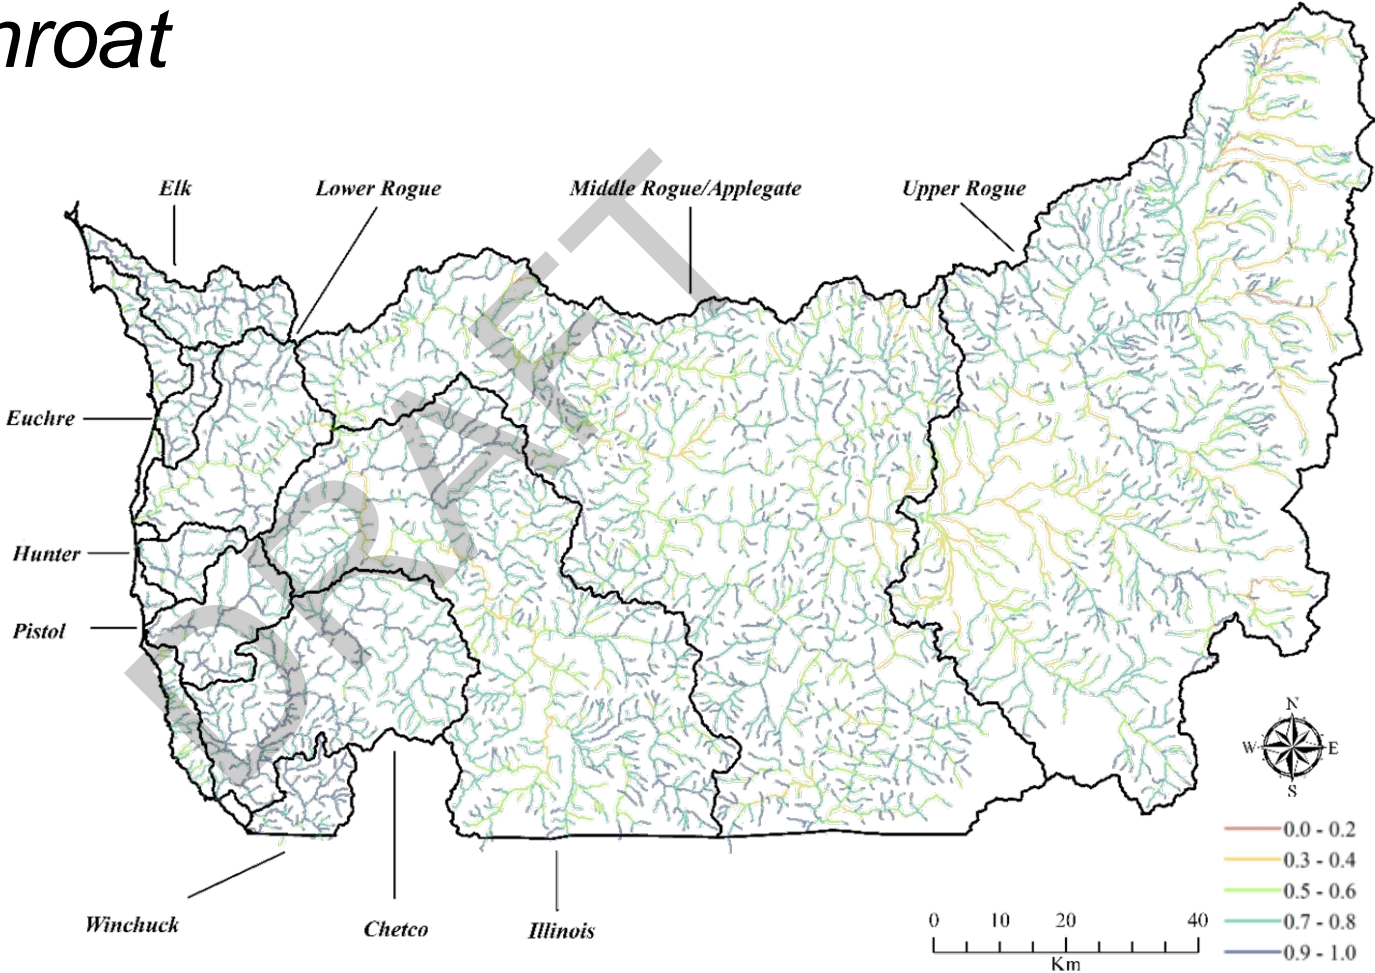 hroat
Elk
Lower Rogue
Middle Rogue/Applegate
Upper Rogue
DRAFT
Euchre
Hunter
Pistol
Winchuck
Chetco
Illinois
N
W E
S
0.0 - 0.2
0.3 - 0.4
0.5 - 0.6
0.7 - 0.8
0.9 - 1.0
0 10 20 40
Km